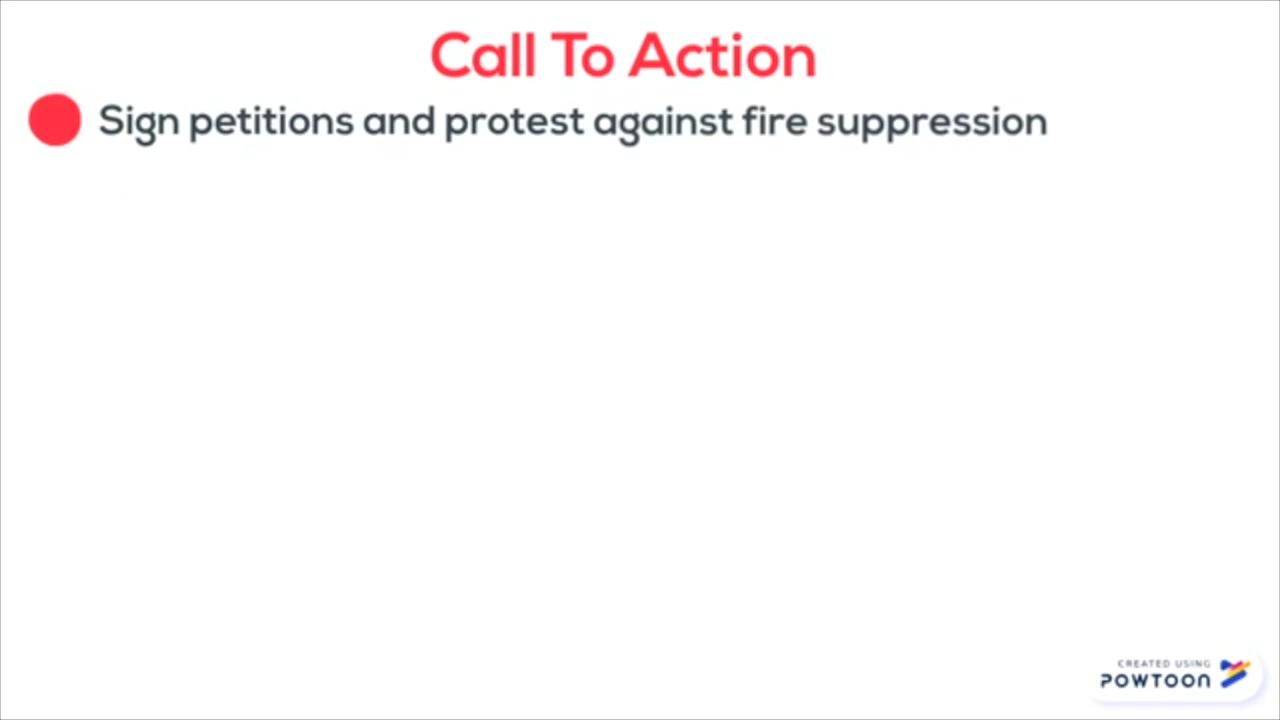 Call To Action
Sign petitions and protest against fire suppression
CREATED USING
POWTOON